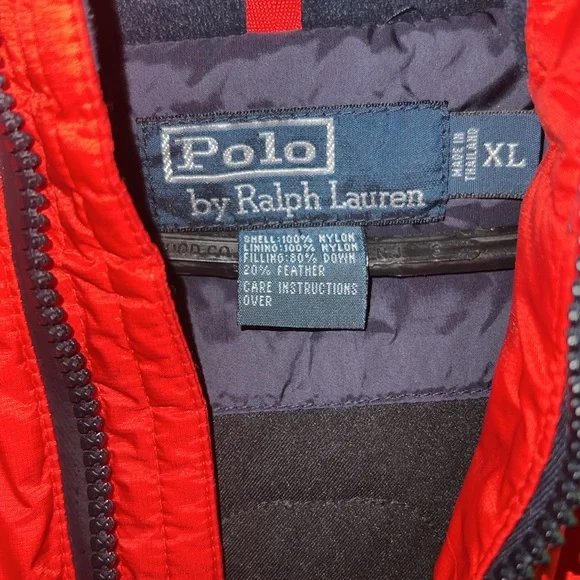 Polo
by Ralph Lauren
MADE IN
THAILAND
XL
SHELL:100% NYLON
LINING:100% NYLON
FILLING:80% DOWN
20% FEATHER
CARE INSTRUCTIONS
OVER